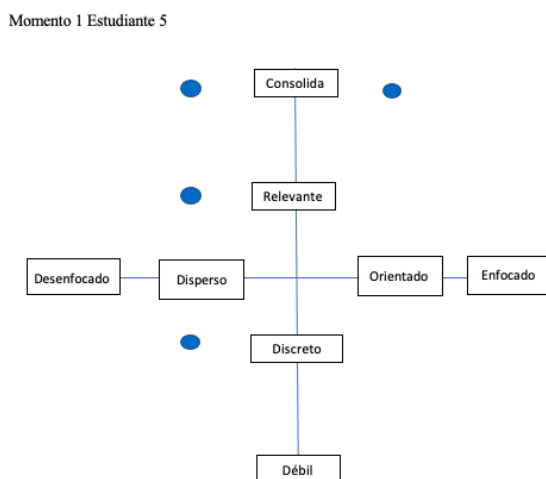 Momento 1 Estudiante 5
Consolida
Relevante
Desenfocado
Disperso
Orientado
Enfocado
Discreto
Débil